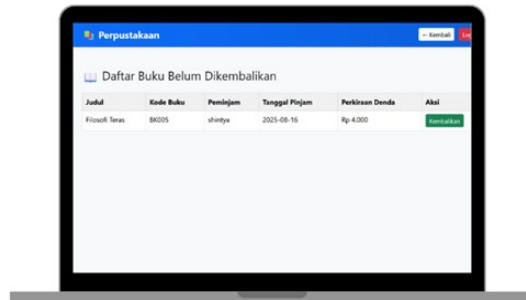 Perpustakaan
← Kembali
Daftar Buku Belum Dikembalikan
Judul Kode Buku Peminjam Tanggal Pinjam Perkiraan Denda Aksi
Filosofi Teras BK005 shintya 2025-08-16 Rp 4.000 Kembalikan